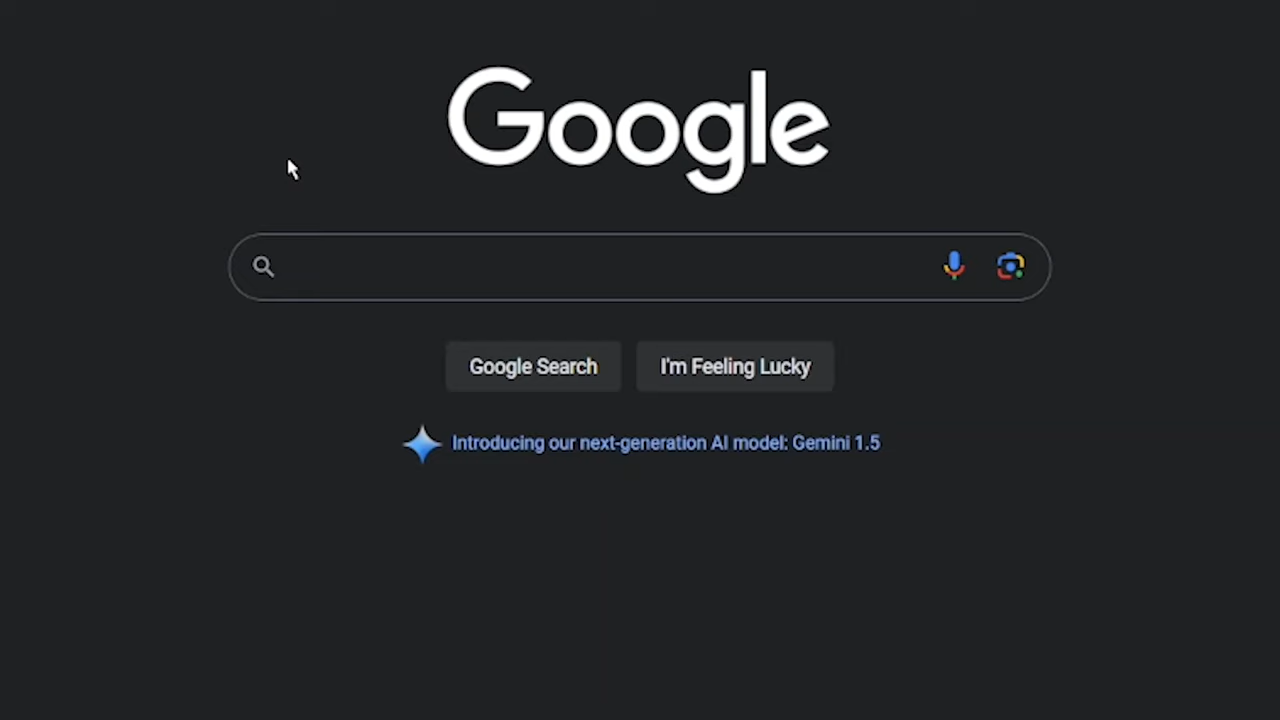 Google
Google Search
I'm Feeling Lucky
Introducing our next-generation AI model: Gemini 1.5